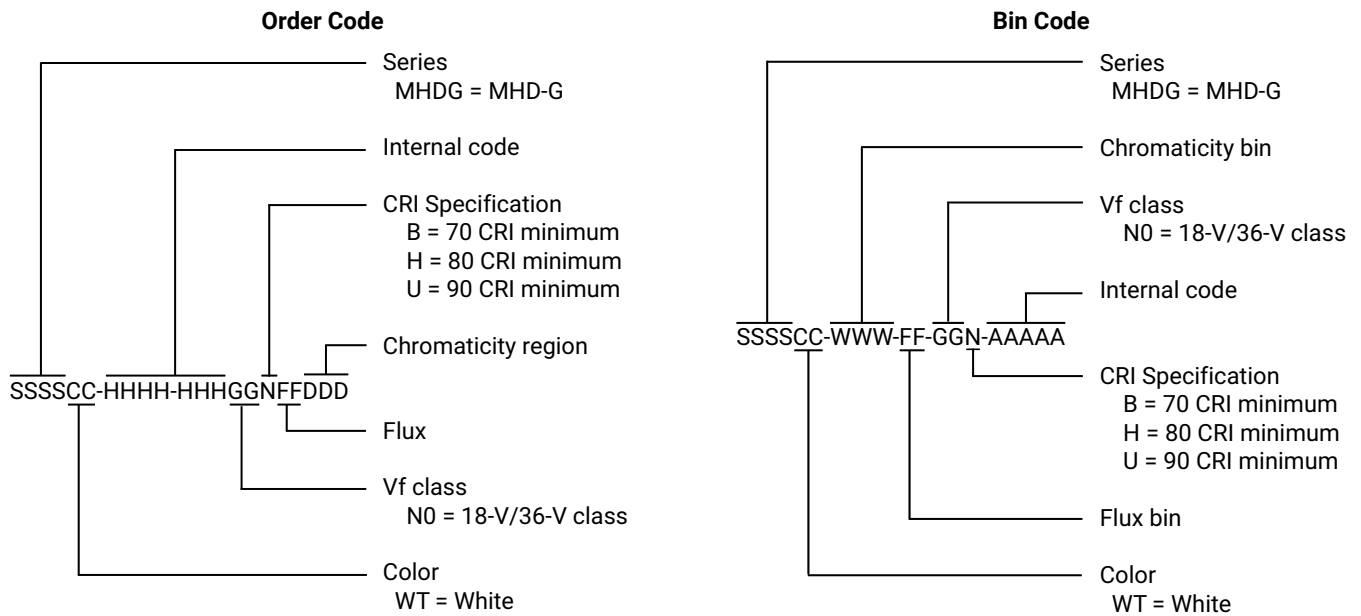 Order Code
Series
MHDG = MHD-G
Internal code
CRI Specification
B = 70 CRI minimum
H = 80 CRI minimum
U = 90 CRI minimum
Chromaticity region
SSSSCC-HHHH-HHHGGNFFDDD
Flux
Vf class
N0 = 18-V/36-V class
Color
WT = White
Bin Code
Series
MHDG = MHD-G
Chromaticity bin
Vf class
N0 = 18-V/36-V class
Internal code
SSSSCC-WWW-FF-GGN-AAAAA
CRI Specification
B = 70 CRI minimum
H = 80 CRI minimum
U = 90 CRI minimum
Flux bin
Color
WT = White